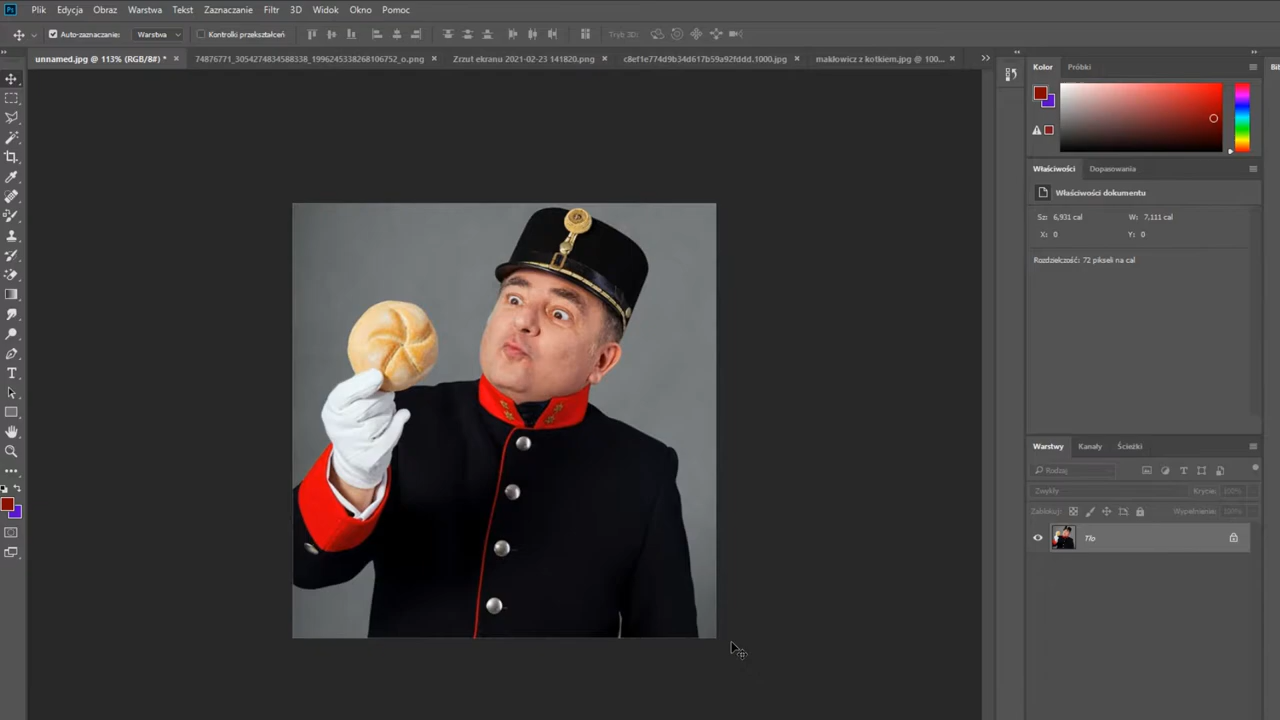 Ps Plik Edycja Obraz Warstwa Tekst Zaznaczanie Filtr 3D Widok Okno Pomoc
Auto-zaznaczanie: Warstwa Kontrolki przekształceń Tryb 3D:
unnamed.jpg @ 113% (RGB/8#) * × 74876771_3054274834588338_1996245338268106752_o.png × Zrzut ekranu 2021-02-23 141820.png × c8ef1e774d9b34d617b59a92fddd.1000.jpg × makłowicz z kotkiem.jpg @ 100... ×
Kolor Próbki
Właściwości Dopasowania
Właściwości dokumentu
Sz: 6,931 cal W: 7,111 cal
X: 0 Y: 0
Rozdzielczość: 72 pikseli na cal
Warstwy Kanały Ścieżki
Rodzaj
Zwykły Krycie: 100%
Zablokuj: Wypełnienie: 100%
Tło